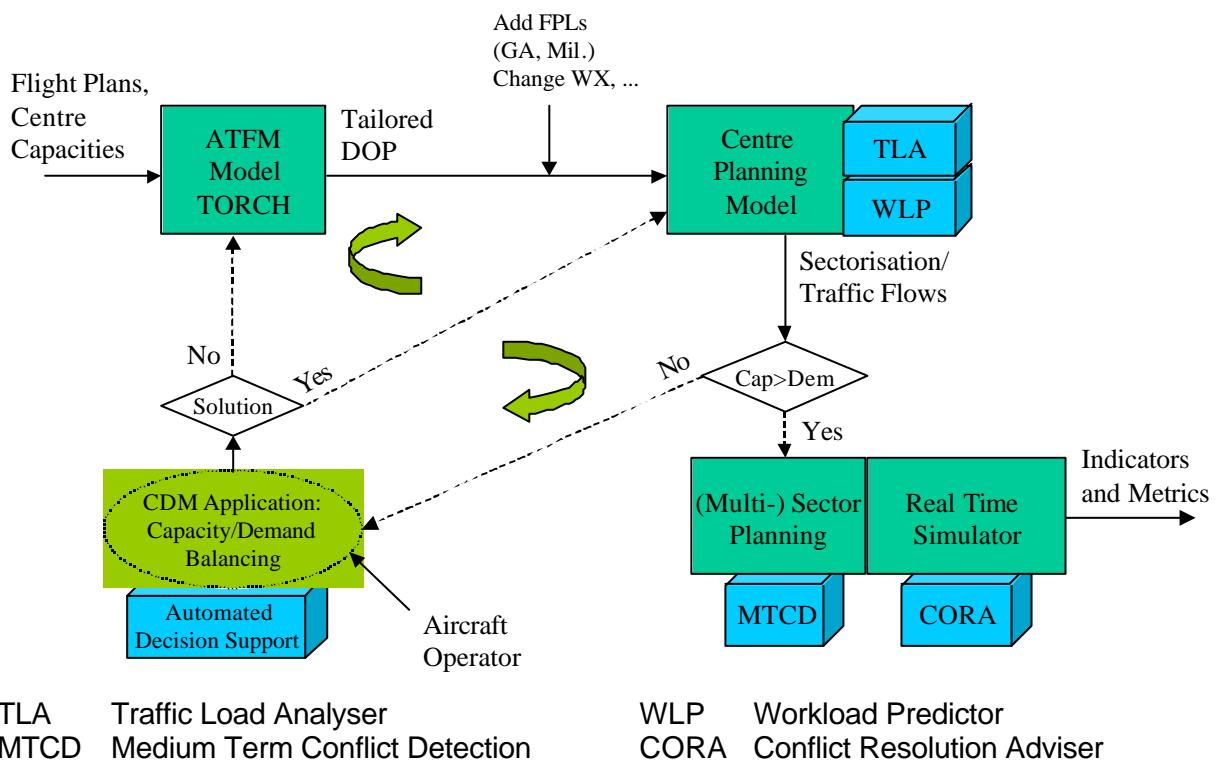 Add FPLs
(GA, Mil.)
Change WX, ...
Flight Plans,
Centre
Capacities
ATFM
Model
TORCH
Tailored
DOP
Centre
Planning
Model
TLA
WLP
Sectorisation/
Traffic Flows
No
Yes
Solution
No
Cap>Dem
Yes
CDM Application:
Capacity/Demand
Balancing
Automated
Decision Support
Aircraft
Operator
(Multi-) Sector
Planning
Real Time
Simulator
Indicators
and Metrics
MTCD
CORA
TLA Traffic Load Analyser
WLP Workload Predictor
MTCD Medium Term Conflict Detection
CORA Conflict Resolution Adviser